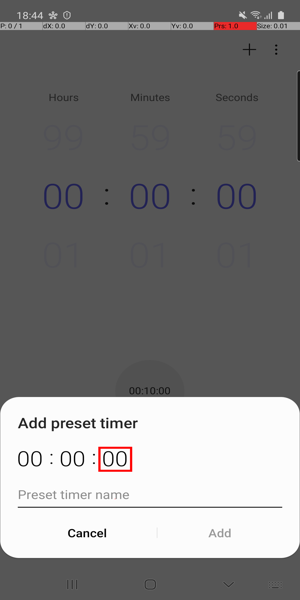 18:44
P: 0 / 1 dX: 0.0 dY: 0.0 Xv: 0.0 Yv: 0.0 Prs: 1.0 Size: 0.01
Hours Minutes Seconds
99 59 59
00 : 00 : 00
01 01 01
00:10:00
Add preset timer
00 : 00 : 00
Preset timer name
Cancel Add